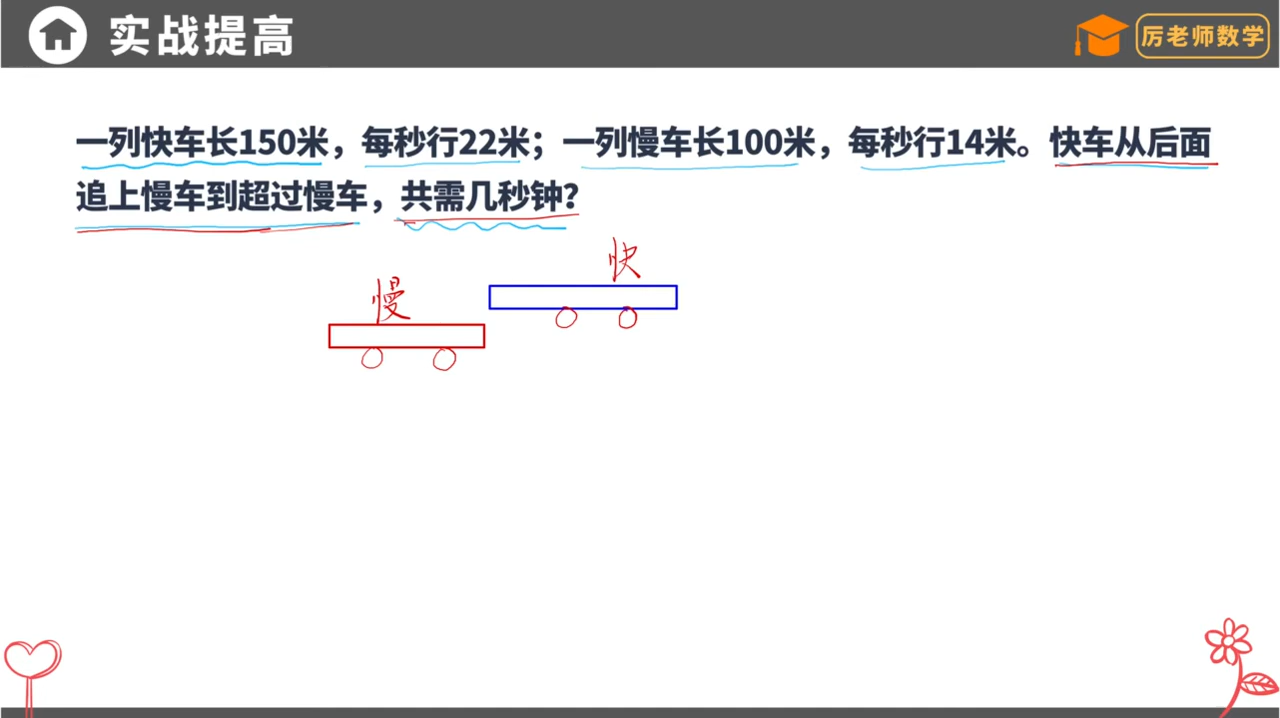 实战提高
厉老师数学
一列快车长150米，每秒行22米；一列慢车长100米，每秒行14米。快车从后面
追上慢车到超过慢车，共需几秒钟？
快
慢